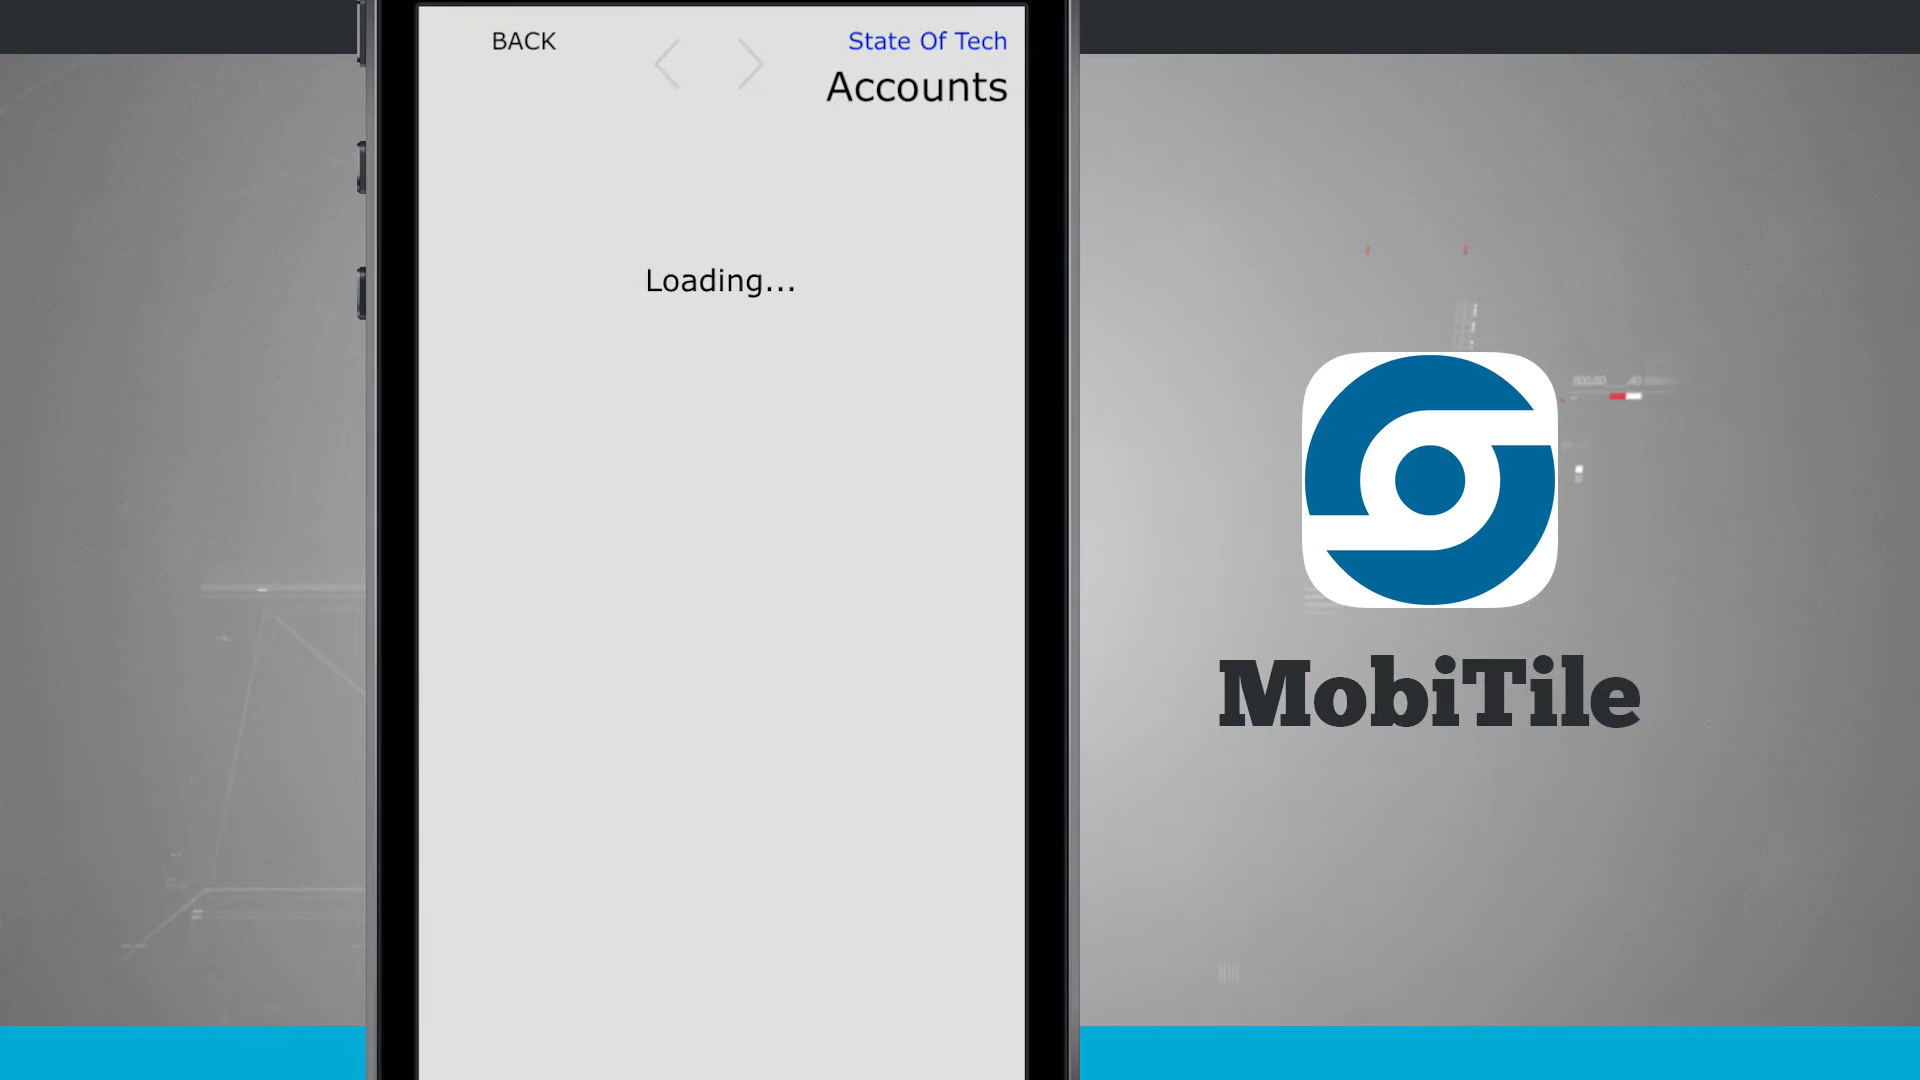 BACK
State Of Tech
Accounts
Loading...
MobiTile